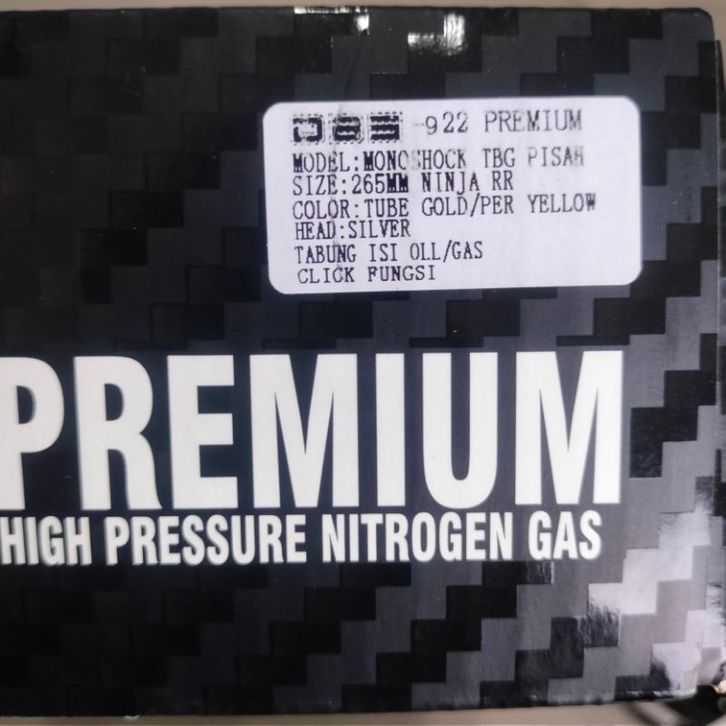 -922 PREMIUM
MODEL:MONOSHOCK TBG PISAH
SIZE:265MM NINJA RR
COLOR:TUBE GOLD/PER YELLOW
HEAD:SILVER
TABUNG ISI OLL/GAS
CLICK FUNGSI
PREMIUM
HIGH PRESSURE NITROGEN GAS